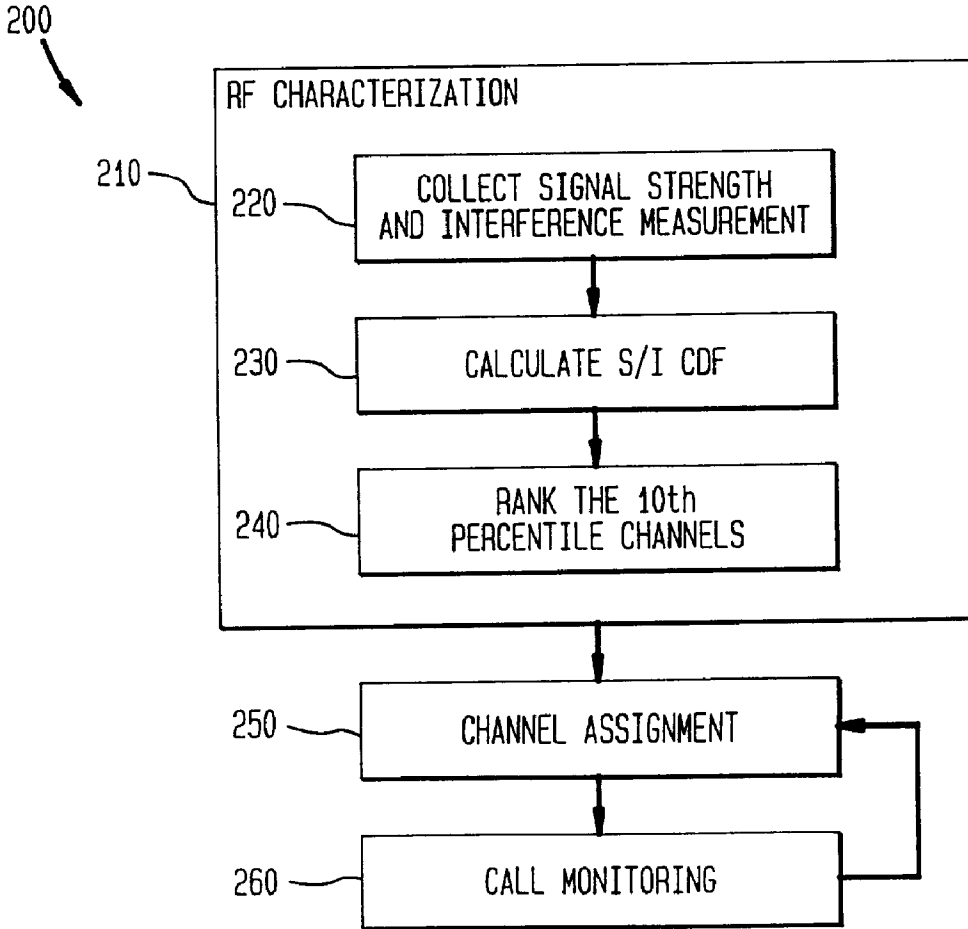 200
RF CHARACTERIZATION
210
220
COLLECT SIGNAL STRENGTH
AND INTERFERENCE MEASUREMENT
230
CALCULATE S/I CDF
240
RANK THE 10th
PERCENTILE CHANNELS
250
CHANNEL ASSIGNMENT
260
CALL MONITORING